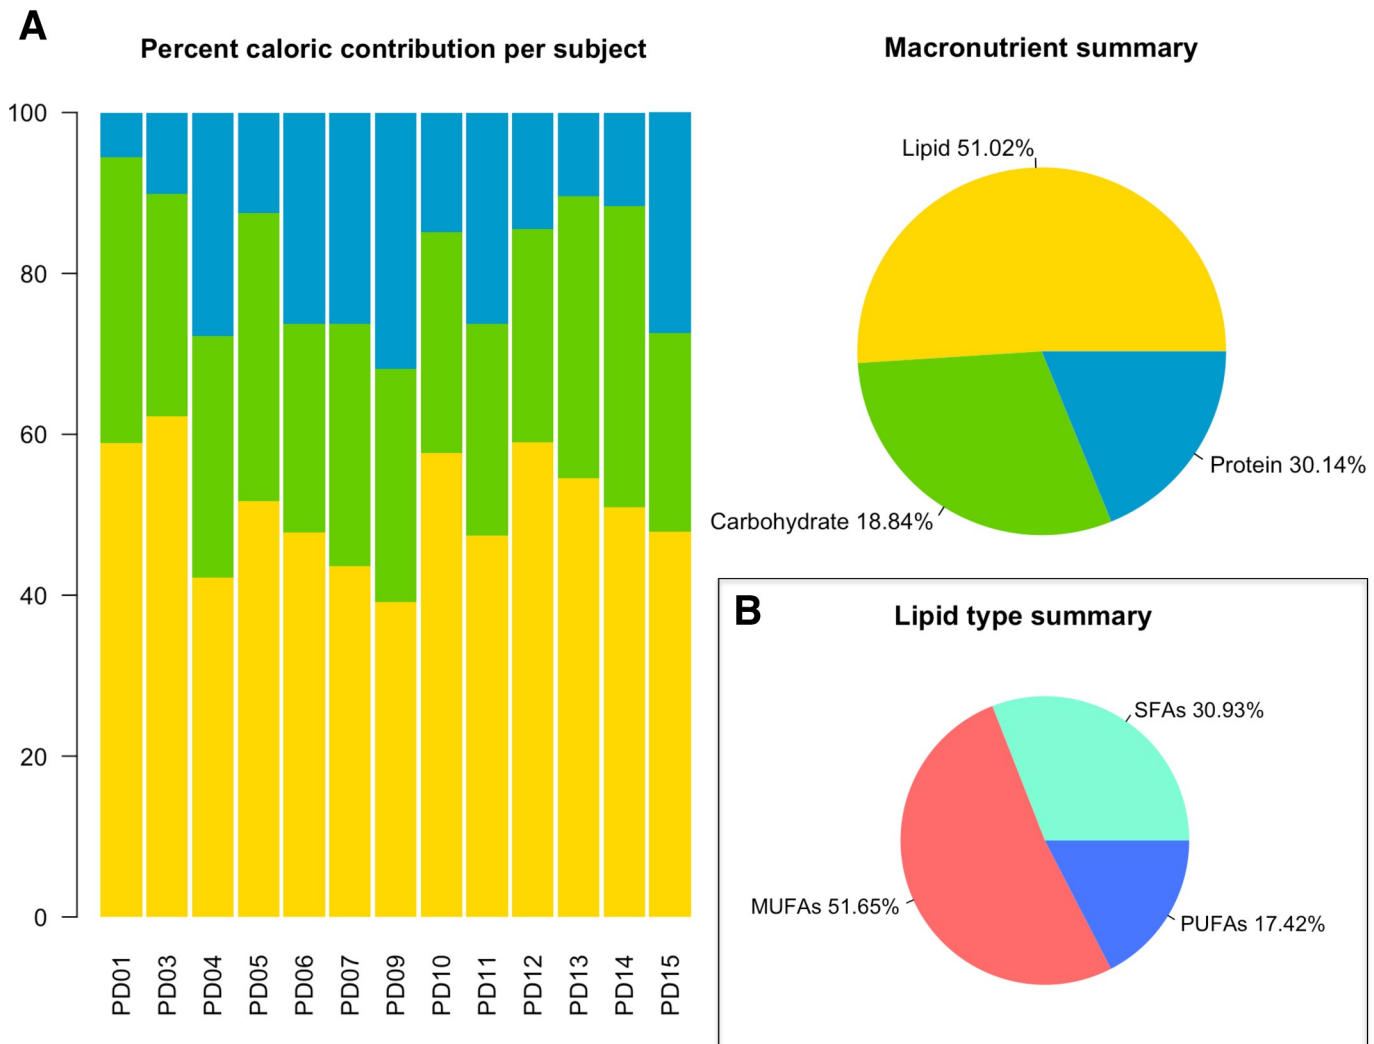 A
Percent caloric contribution per subject
100
80
60
40
20
0
PD01
PD03
PD04
PD05
PD06
PD07
PD09
PD10
PD11
PD12
PD13
PD14
PD15
Macronutrient summary
Lipid 51.02%
Protein 30.14%
Carbohydrate 18.84%
B
Lipid type summary
SFAs 30.93%
MUFAs 51.65%
PUFAs 17.42%